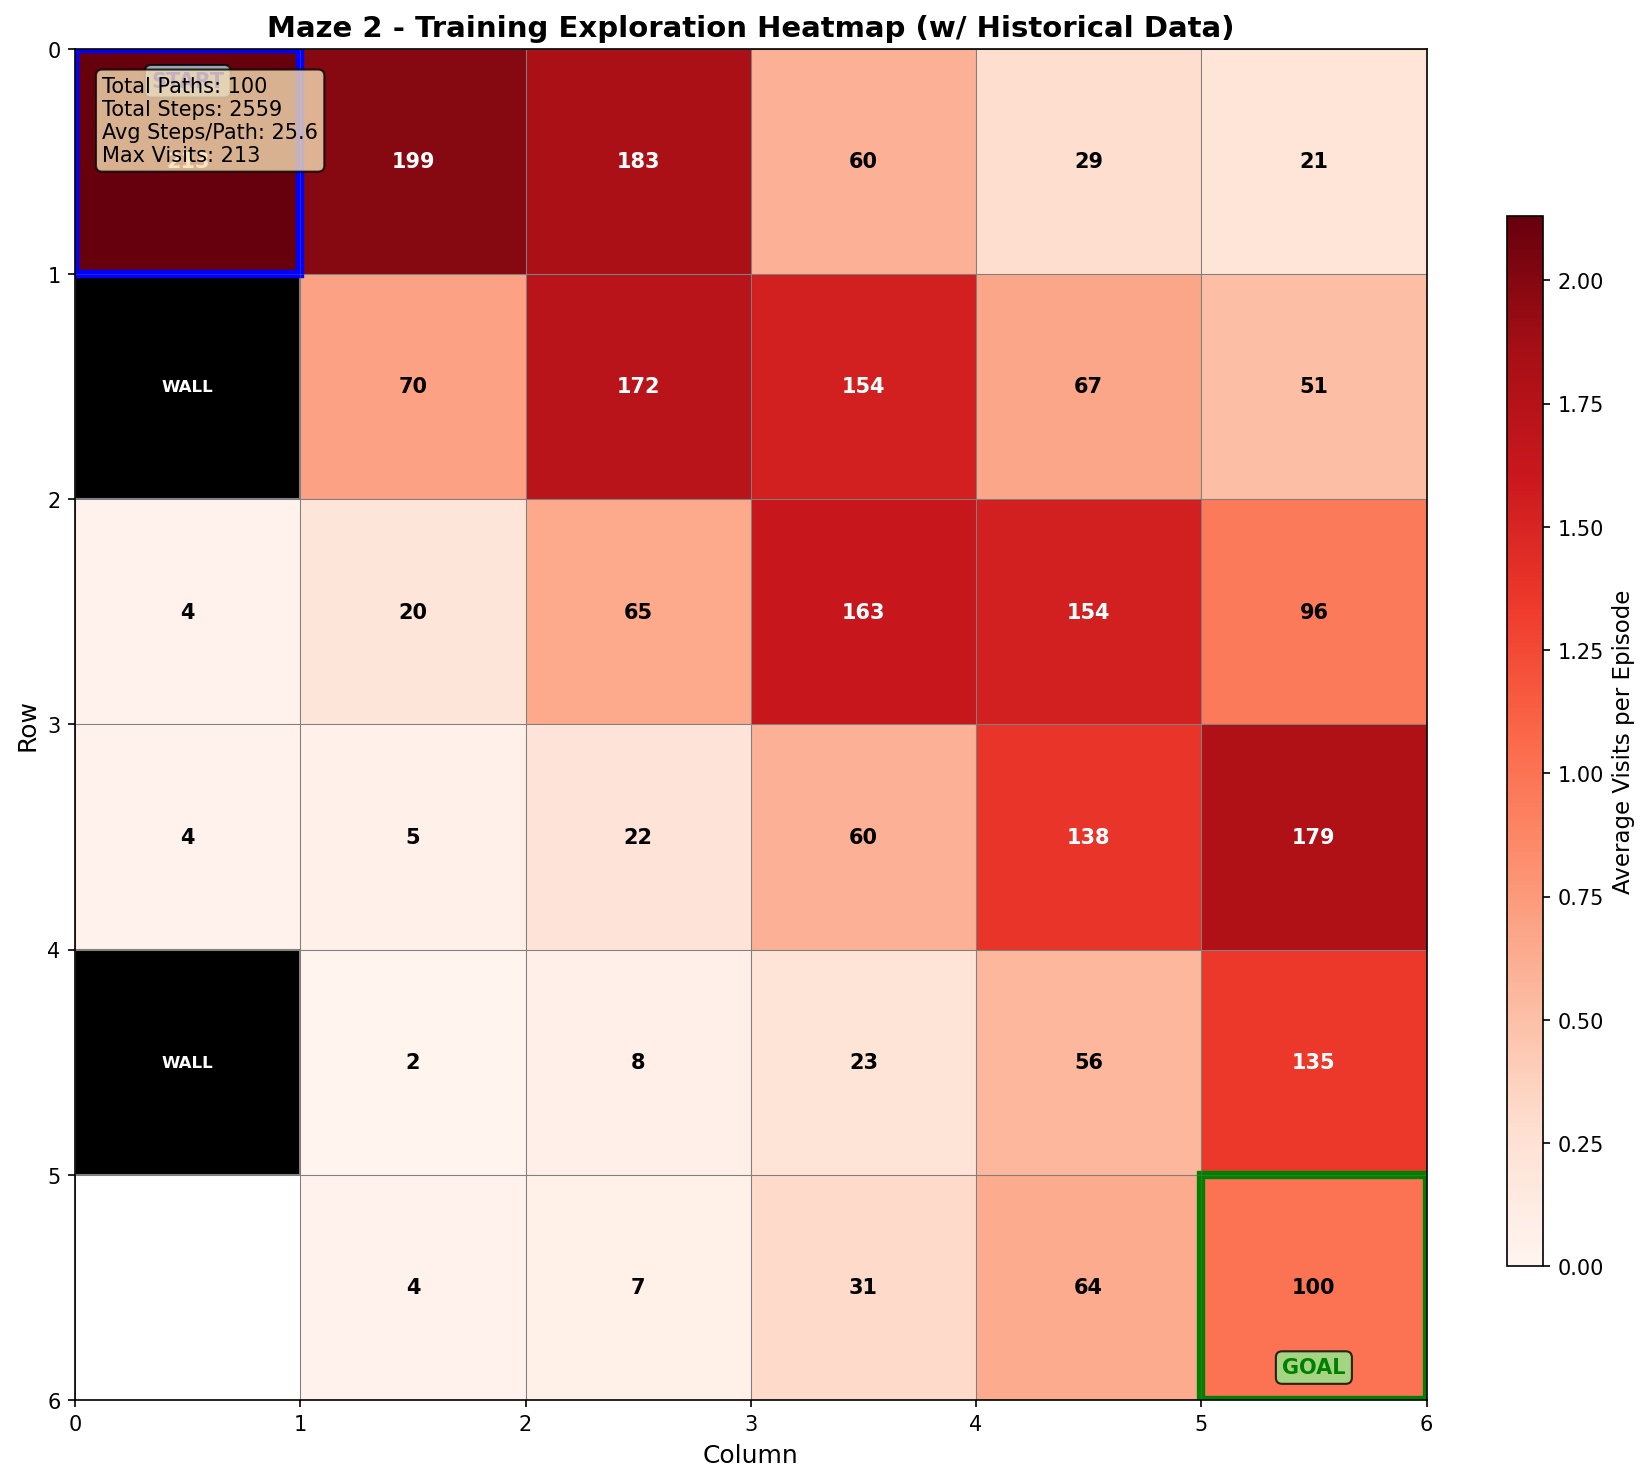 Maze 2 - Training Exploration Heatmap (w/ Historical Data)
START
Total Paths: 100
Total Steps: 2559
Avg Steps/Path: 25.6
Max Visits: 213
213 199 183 60 29 21
WALL 70 172 154 67 51
4 20 65 163 154 96
4 5 22 60 138 179
WALL 2 8 23 56 135
4 7 31 64 100
GOAL
0
1
2
3
4
5
6
Row
0 1 2 3 4 5 6
Column
2.00
1.75
1.50
1.25
1.00
0.75
0.50
0.25
0.00
Average Visits per Episode